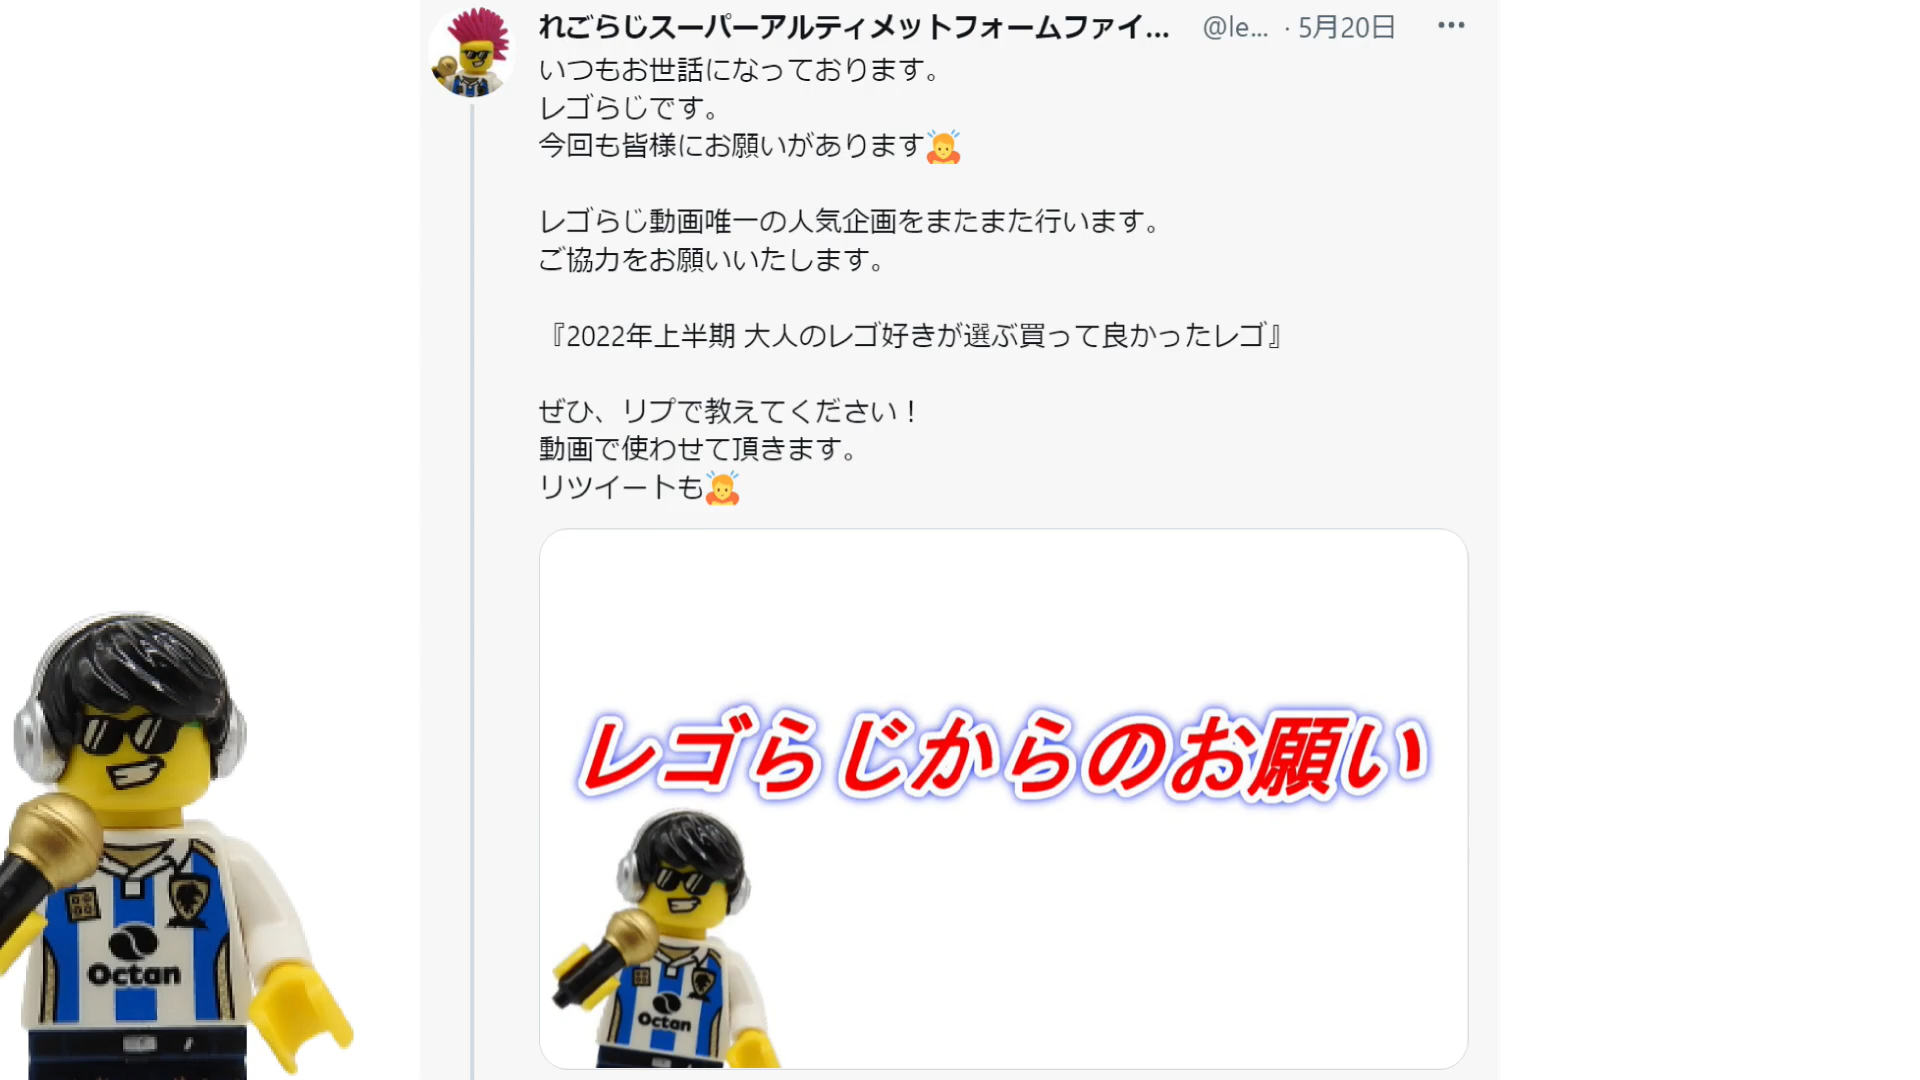 れごらじスーパーアルティメットフォームファイ... @le... · 5月20日
いつもお世話になっております。
レゴらじです。
今回も皆様にお願いがあります🙇
レゴらじ動画唯一の人気企画をまたまた行います。
ご協力をお願いいたします。
『2022年上半期 大人のレゴ好きが選ぶ買って良かったレゴ』
ぜひ、リプで教えてください！
動画で使わせて頂きます。
リツイートも🙇
レゴらじからのお願い
Octan
Octan